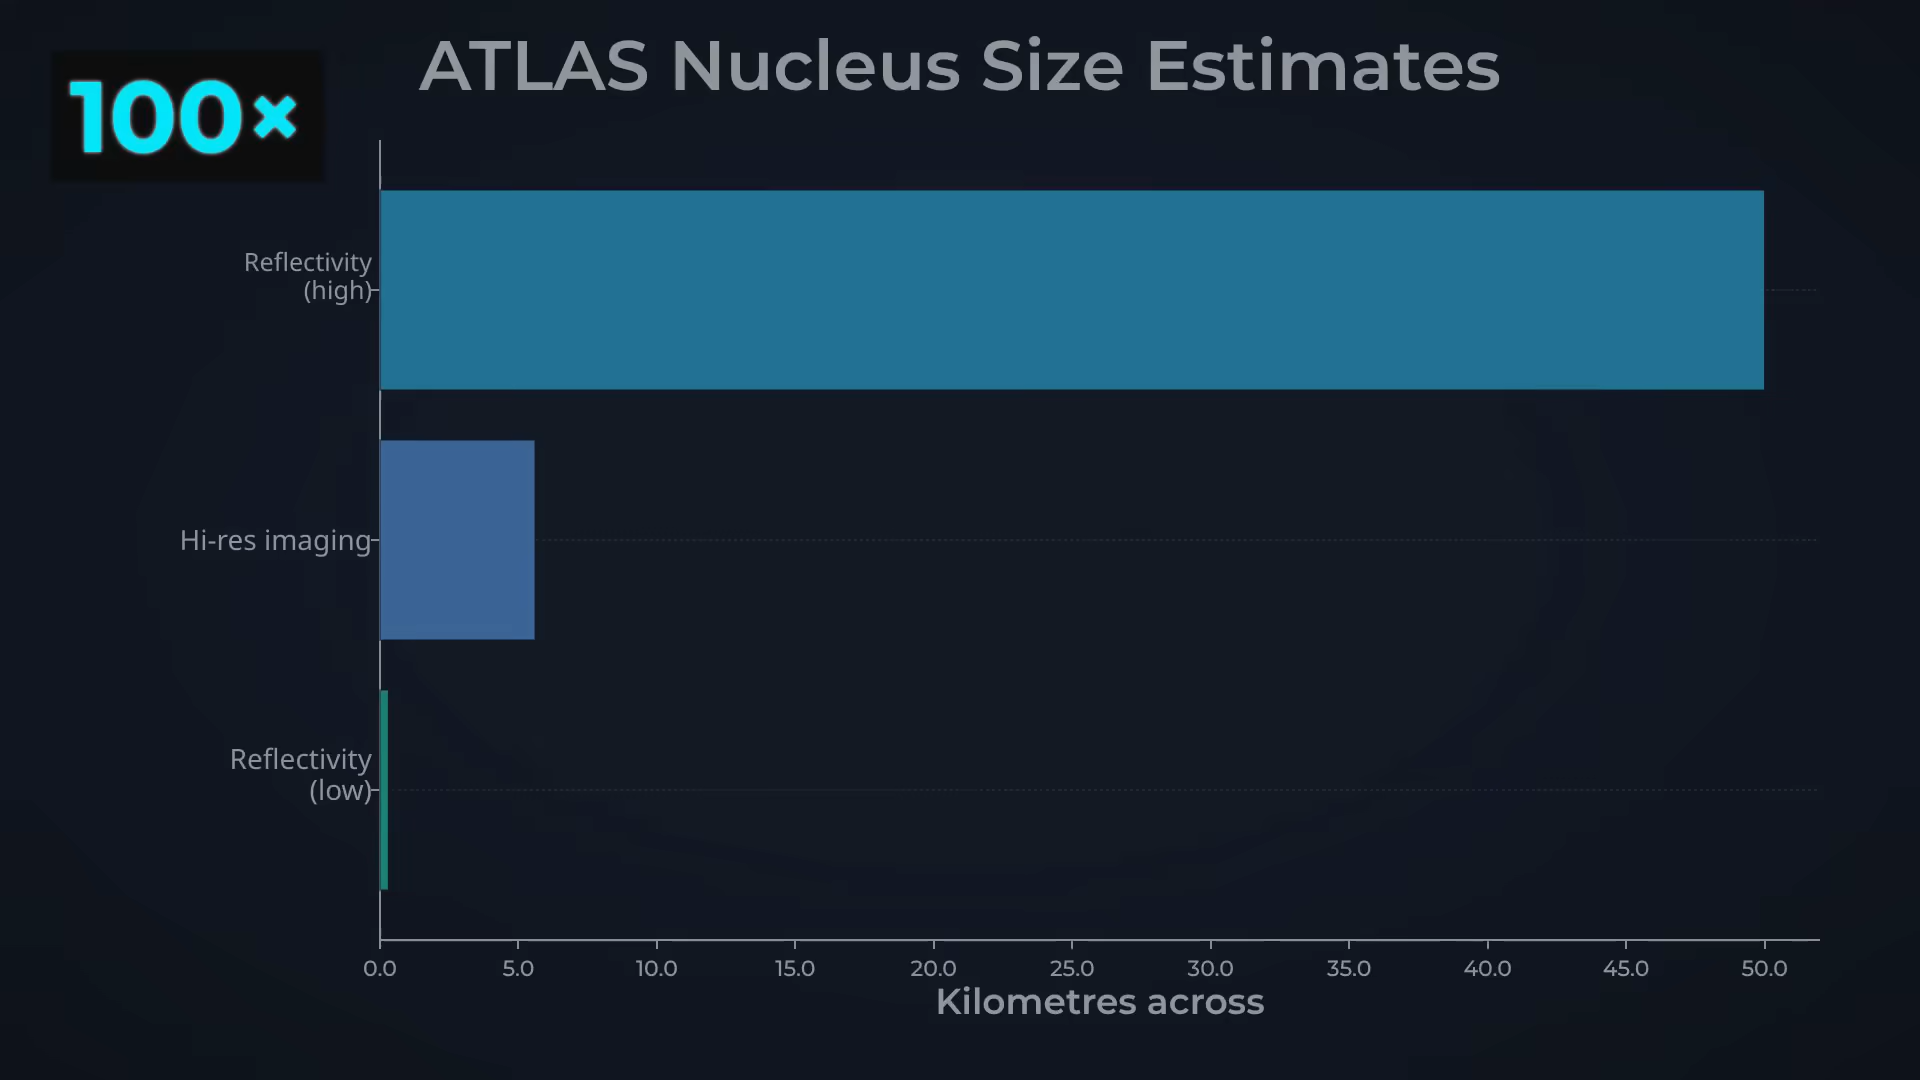 100×
ATLAS Nucleus Size Estimates
Reflectivity
(high)
Hi-res imaging
Reflectivity
(low)
0.0 5.0 10.0 15.0 20.0 25.0 30.0 35.0 40.0 45.0 50.0
Kilometres across